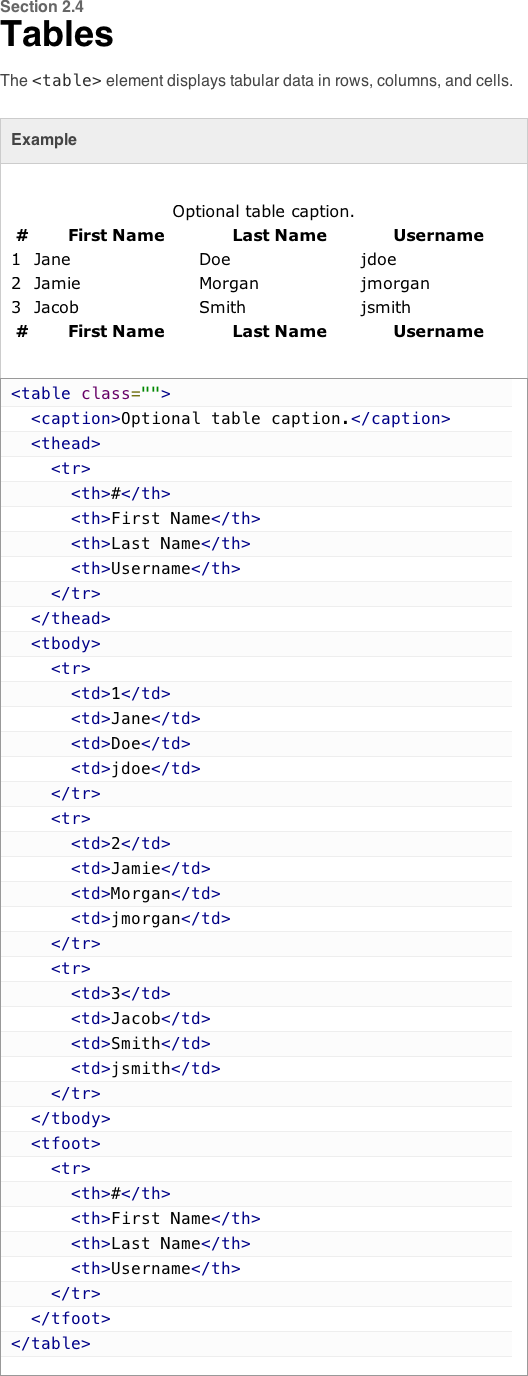 Section 2.4
Tables
The <table> element displays tabular data in rows, columns, and cells.
Example
Optional table caption.
# First Name Last Name Username
1 Jane Doe jdoe
2 Jamie Morgan jmorgan
3 Jacob Smith jsmith
# First Name Last Name Username
<table class="">
  <caption>Optional table caption.</caption>
  <thead>
    <tr>
      <th>#</th>
      <th>First Name</th>
      <th>Last Name</th>
      <th>Username</th>
    </tr>
  </thead>
  <tbody>
    <tr>
      <td>1</td>
      <td>Jane</td>
      <td>Doe</td>
      <td>jdoe</td>
    </tr>
    <tr>
      <td>2</td>
      <td>Jamie</td>
      <td>Morgan</td>
      <td>jmorgan</td>
    </tr>
    <tr>
      <td>3</td>
      <td>Jacob</td>
      <td>Smith</td>
      <td>jsmith</td>
    </tr>
  </tbody>
  <tfoot>
    <tr>
      <th>#</th>
      <th>First Name</th>
      <th>Last Name</th>
      <th>Username</th>
    </tr>
  </tfoot>
</table>